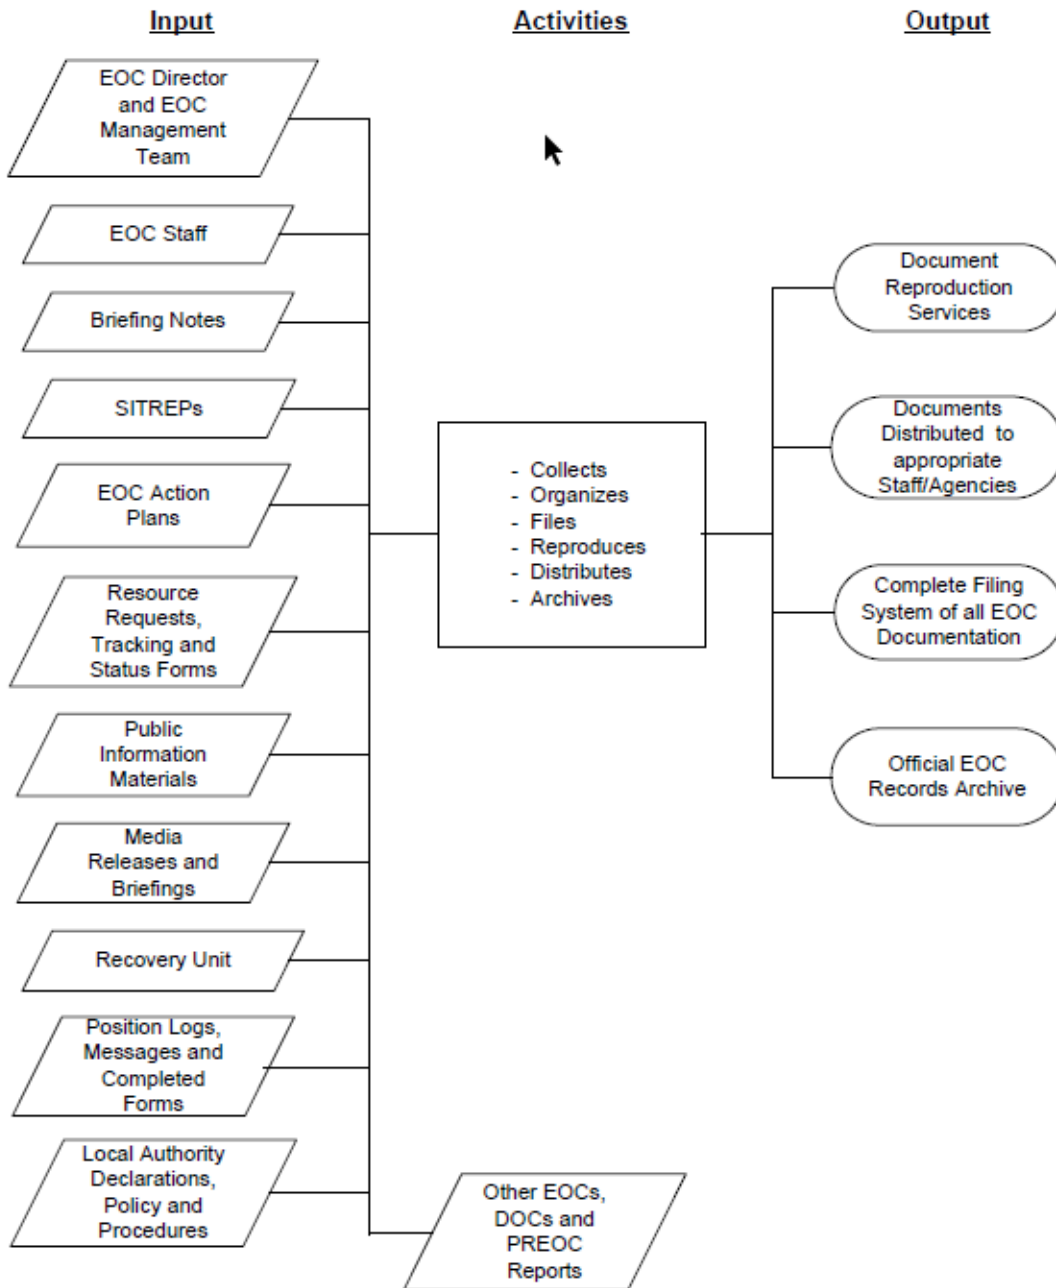 Input
Activities
Output
EOC Director
and EOC
Management
Team
EOC Staff
Briefing Notes
SITREPs
EOC Action
Plans
Resource
Requests,
Tracking and
Status Forms
Public
Information
Materials
Media
Releases and
Briefings
Recovery Unit
Position Logs,
Messages and
Completed
Forms
Local Authority
Declarations,
Policy and
Procedures
Other EOCs,
DOCs and
PREOC
Reports
- Collects
- Organizes
- Files
- Reproduces
- Distributes
- Archives
Document
Reproduction
Services
Documents
Distributed to
appropriate
Staff/Agencies
Complete Filing
System of all EOC
Documentation
Official EOC
Records Archive